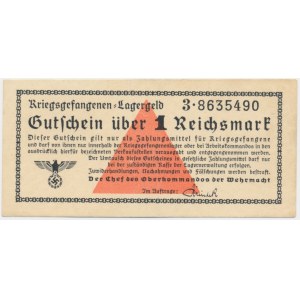 Kriegsgefangenen-Lagergeld 3·8635490
Gutschein über 1 Reichsmark
Dieser Gutschein gilt nur als Zahlungsmittel für Kriegsgefangene
und darf von ihnen nur innerhalb der Kriegsgefangenenlager oder bei Arbeitskommandos in den
ausdrücklich hierfür bezeichneten Verkaufsstellen verausgabt und entgegengenommen werden.
Der Umtausch dieses Gutscheines in gesetzliche Zahlungsmittel darf nur
bei den zuständigen Kassen der Lagerverwaltung erfolgen.
Zuwiderhandlungen, Nachahmungen und Fälschungen werden bestraft.
Der Chef des Oberkommandos der Wehrmacht
Im Auftrage: